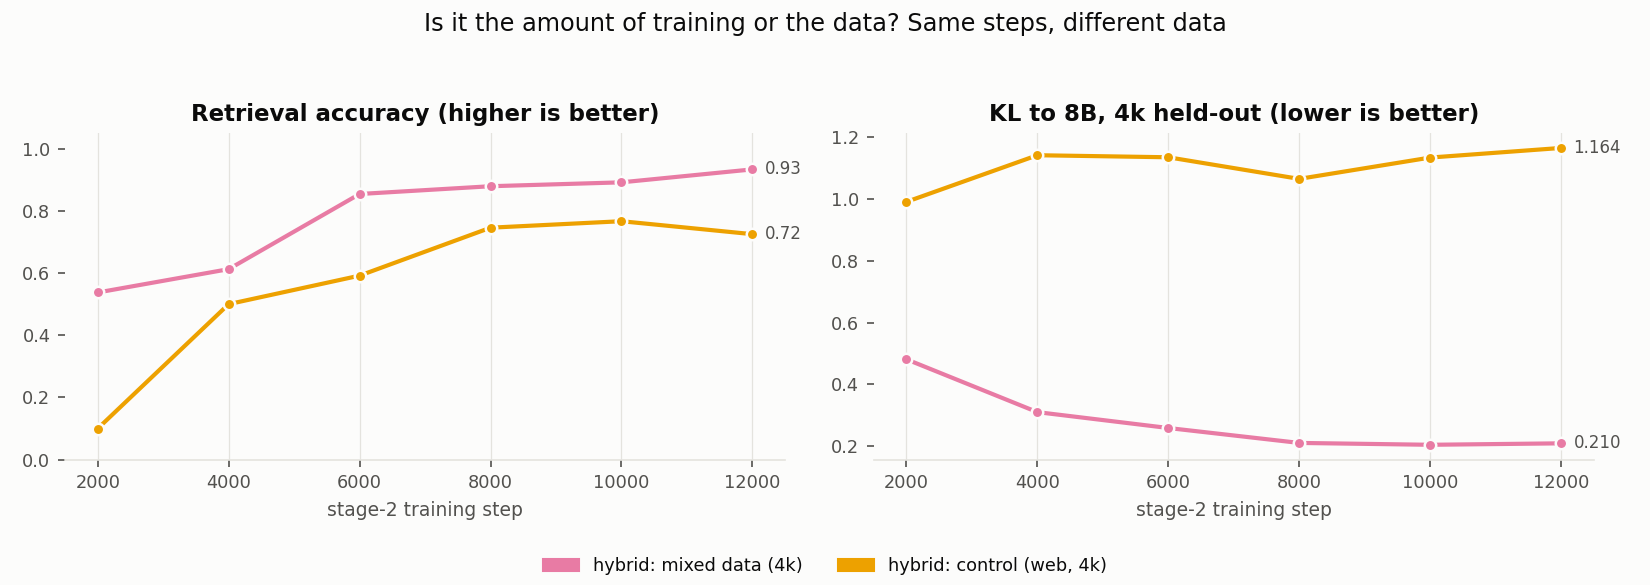 Is it the amount of training or the data? Same steps, different data
Retrieval accuracy (higher is better)
1.0
0.8
0.6
0.4
0.2
0.0
0.93
0.72
2000 4000 6000 8000 10000 12000
stage-2 training step
KL to 8B, 4k held-out (lower is better)
1.2
1.0
0.8
0.6
0.4
0.2
1.164
0.210
2000 4000 6000 8000 10000 12000
stage-2 training step
hybrid: mixed data (4k) hybrid: control (web, 4k)